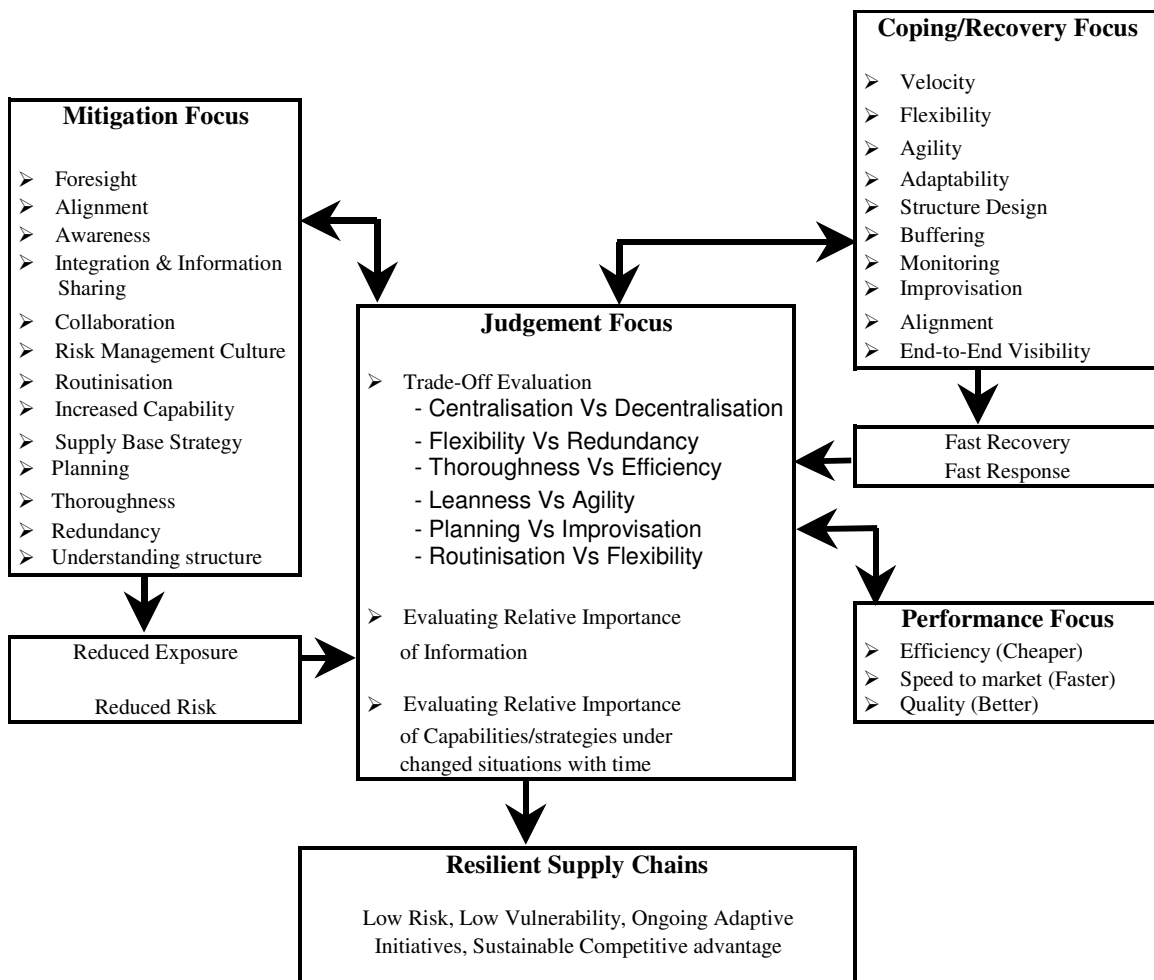 Coping/Recovery Focus
➢ Velocity
➢ Flexibility
➢ Agility
➢ Adaptability
➢ Structure Design
➢ Buffering
➢ Monitoring
➢ Improvisation
➢ Alignment
➢ End-to-End Visibility
Mitigation Focus
➢ Foresight
➢ Alignment
➢ Awareness
➢ Integration & Information
Sharing
➢ Collaboration
➢ Risk Management Culture
➢ Routinisation
➢ Increased Capability
➢ Supply Base Strategy
➢ Planning
➢ Thoroughness
➢ Redundancy
➢ Understanding structure
Judgement Focus
➢ Trade-Off Evaluation
- Centralisation Vs Decentralisation
- Flexibility Vs Redundancy
- Thoroughness Vs Efficiency
- Leanness Vs Agility
- Planning Vs Improvisation
- Routinisation Vs Flexibility
➢ Evaluating Relative Importance
of Information
➢ Evaluating Relative Importance
of Capabilities/strategies under
changed situations with time
Fast Recovery
Fast Response
Performance Focus
➢ Efficiency (Cheaper)
➢ Speed to market (Faster)
➢ Quality (Better)
Reduced Exposure
Reduced Risk
Resilient Supply Chains
Low Risk, Low Vulnerability, Ongoing Adaptive
Initiatives, Sustainable Competitive advantage